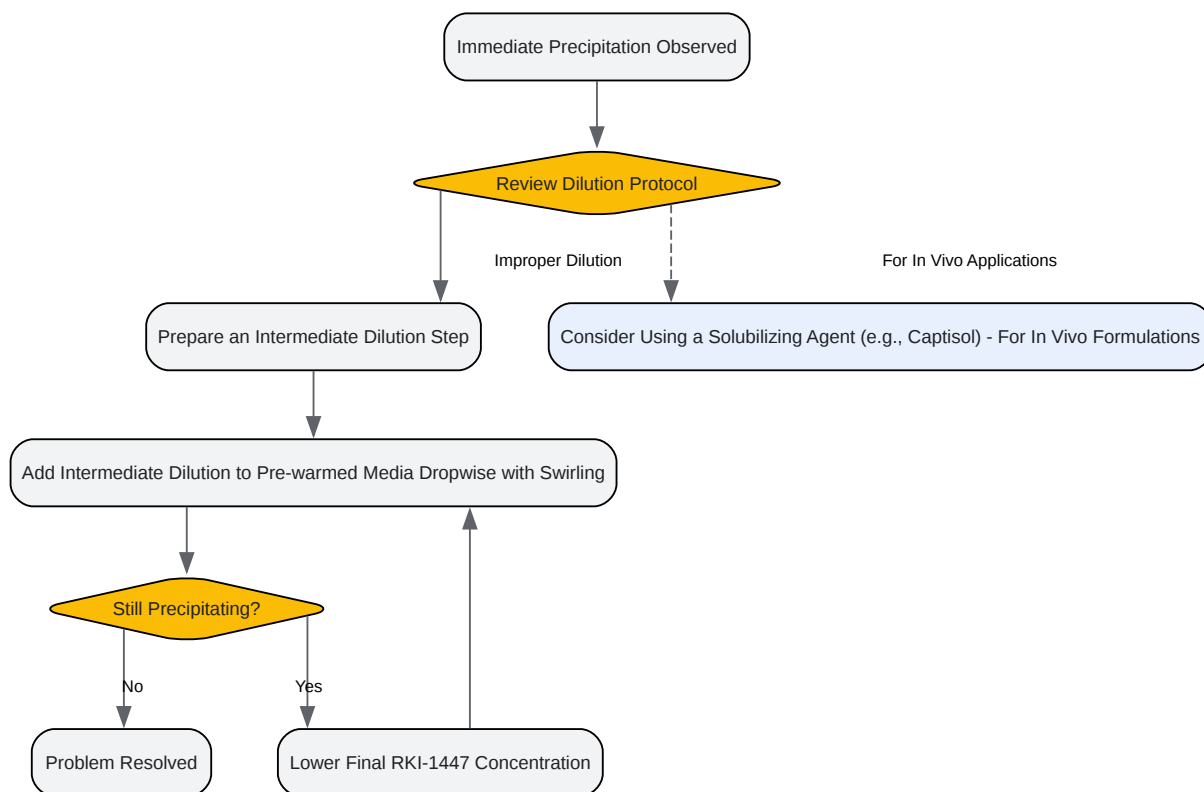 Immediate Precipitation Observed
Review Dilution Protocol
Improper Dilution
For In Vivo Applications
Prepare an Intermediate Dilution Step
Consider Using a Solubilizing Agent (e.g., Captisol) - For In Vivo Formulations
Add Intermediate Dilution to Pre-warmed Media Dropwise with Swirling
Still Precipitating?
No
Yes
Problem Resolved
Lower Final RKI-1447 Concentration